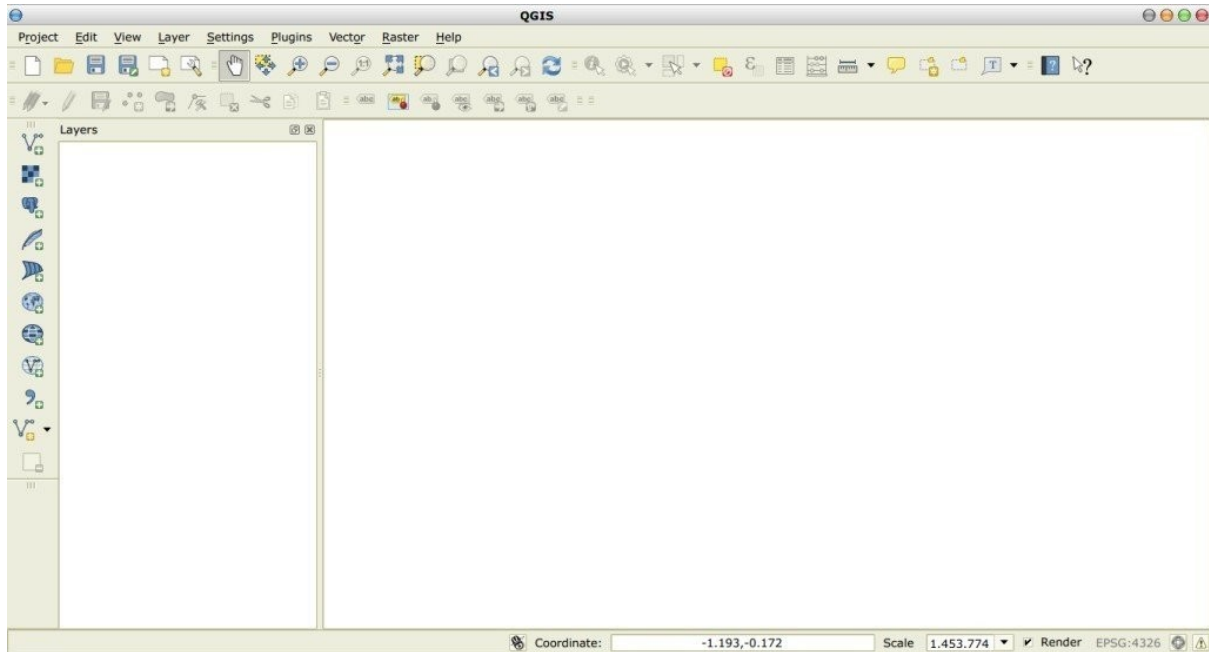 QGIS
Project Edit View Layer Settings Plugins Vector Raster Help
Layers
Coordinate: -1.193,-0.172 Scale 1.453.774 Render EPSG:4326